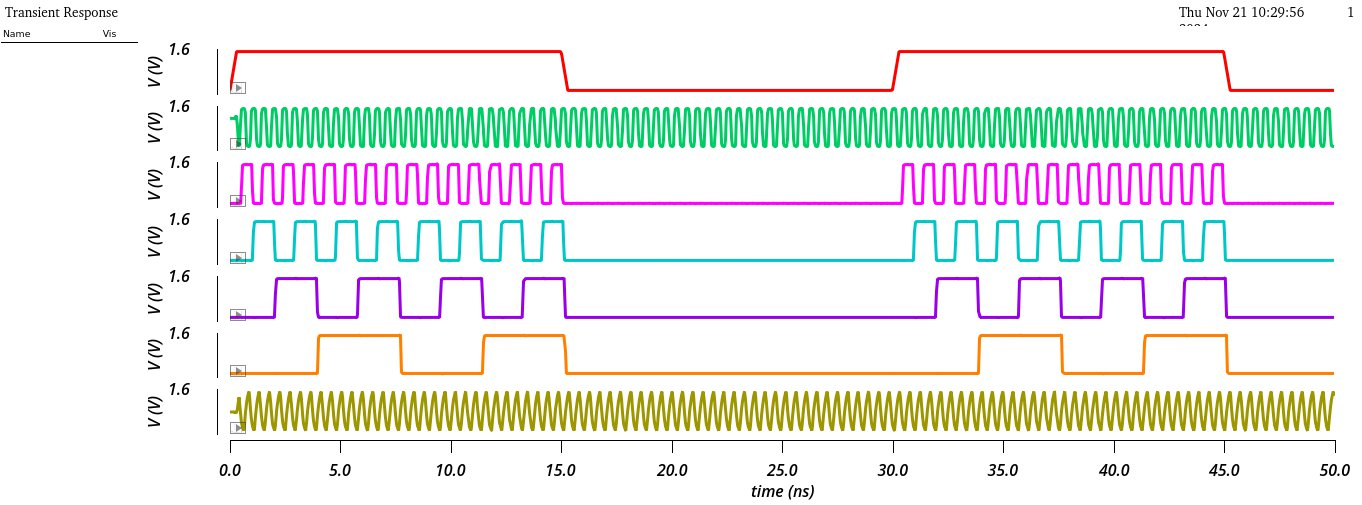 Transient Response
Thu Nov 21 10:29:56 1
Name Vis
1.6
V (V)
1.6
V (V)
1.6
V (V)
1.6
V (V)
1.6
V (V)
1.6
V (V)
1.6
V (V)
0.0 5.0 10.0 15.0 20.0 25.0 30.0 35.0 40.0 45.0 50.0
time (ns)